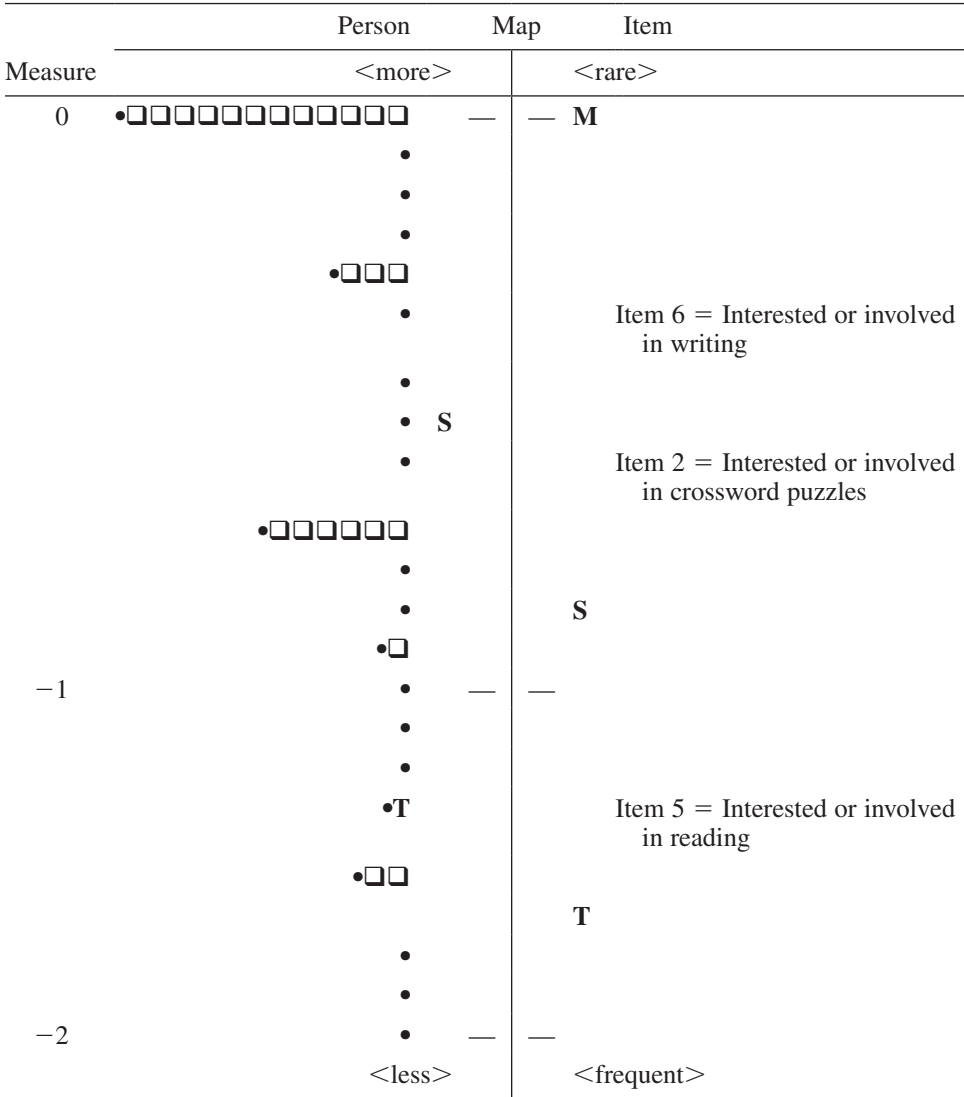 Person Map Item
Measure <more> <rare>
0 •❑❑❑❑❑❑❑❑❑❑❑❑ — — M
•
•
•
•❑❑❑
• Item 6 = Interested or involved
in writing
•
• S
• Item 2 = Interested or involved
in crossword puzzles
•❑❑❑❑❑❑
•
• S
•❑
−1 • — —
•
•
•T Item 5 = Interested or involved
in reading
•❑❑
T
•
•
−2 • — —
<less> <frequent>